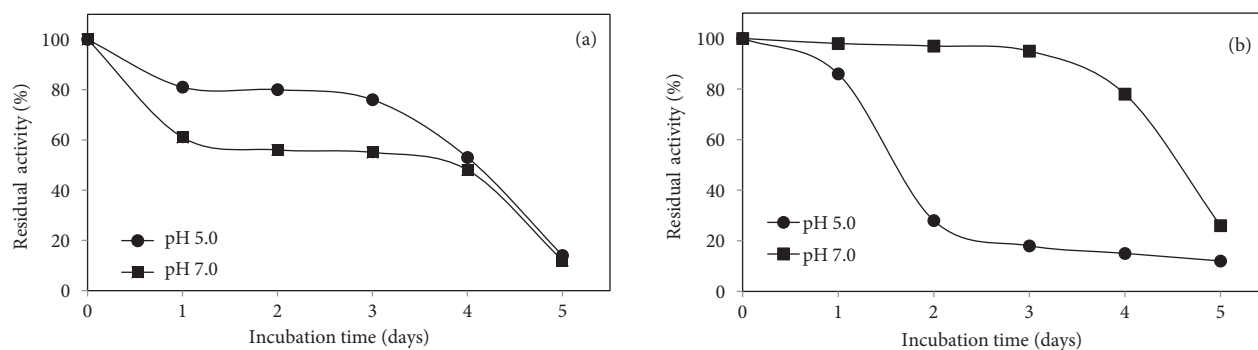 (a)
100
80
60
40
20
0
Residual activity (%)
pH 5.0
pH 7.0
0 1 2 3 4 5
Incubation time (days)
(b)
100
80
60
40
20
0
Residual activity (%)
pH 5.0
pH 7.0
0 1 2 3 4 5
Incubation time (days)